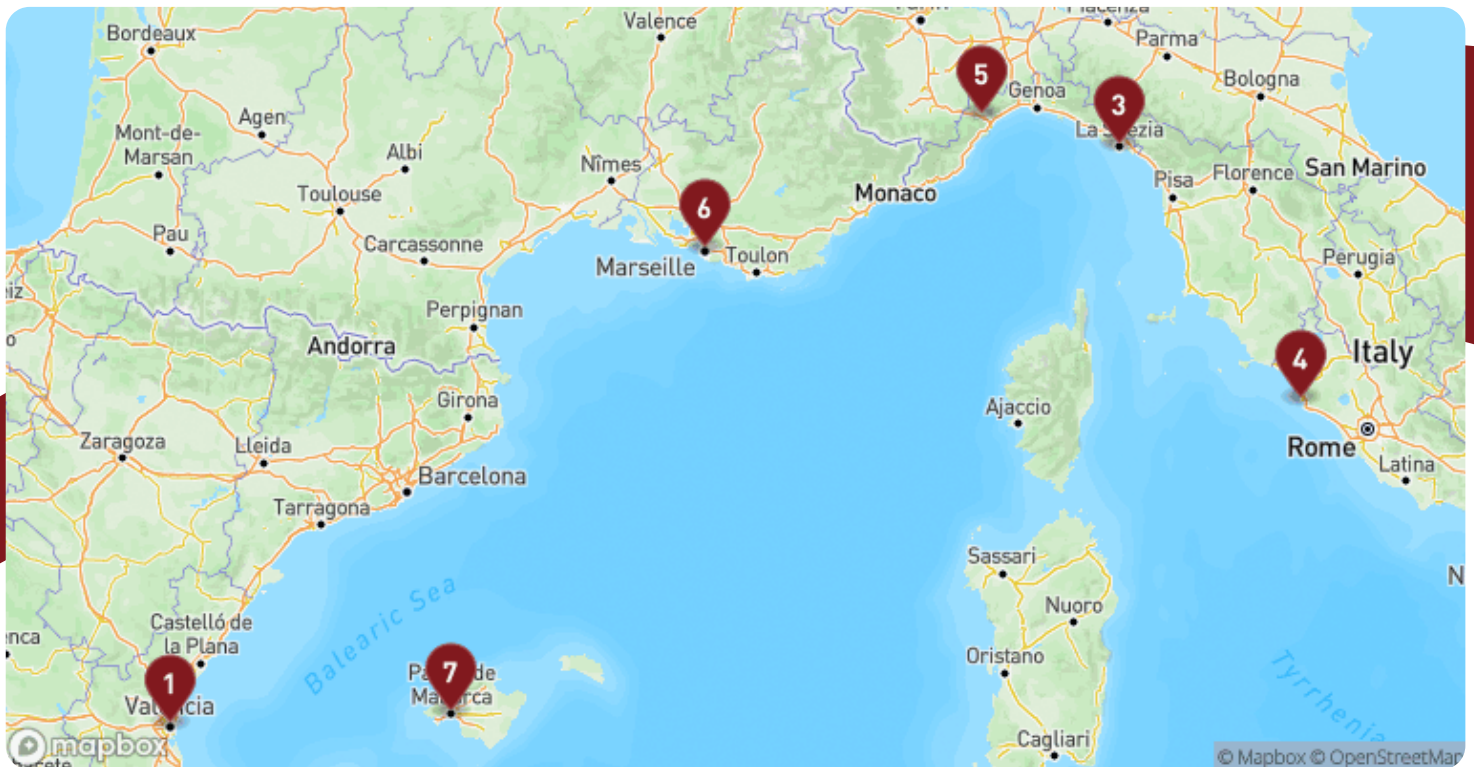 Valence
Piacenza
Bordeaux
Parma
5
Genoa
Bologna
3
Agen
La Spezia
Mont-de-
Marsan
Albi
Nîmes
San Marino
Toulouse
Pisa
Florence
Monaco
6
Pau
Carcassonne
Toulon
Marseille
Perugia
eiz
Perpignan
o
Andorra
4
Italy
Girona
Ajaccio
Zaragoza
Lleida
Rome
Latina
Barcelona
Tarragona
Sassari
N
Balearic Sea
Nuoro
Castelló de
la Plana
enca
Oristano
7
Palma de
Mallorca
1
Valencia
Tyrrhenia
Cagliari
mapbox
© Mapbox © OpenStreetMap